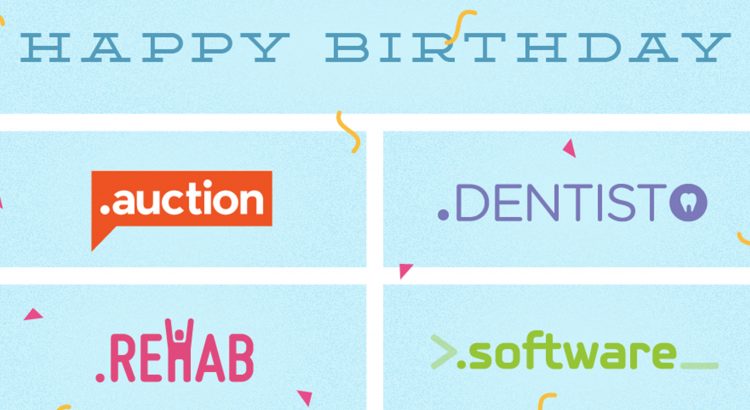 HAPPY BIRTHDAY
.auction
.DENTIST
.REHAB
>.software_